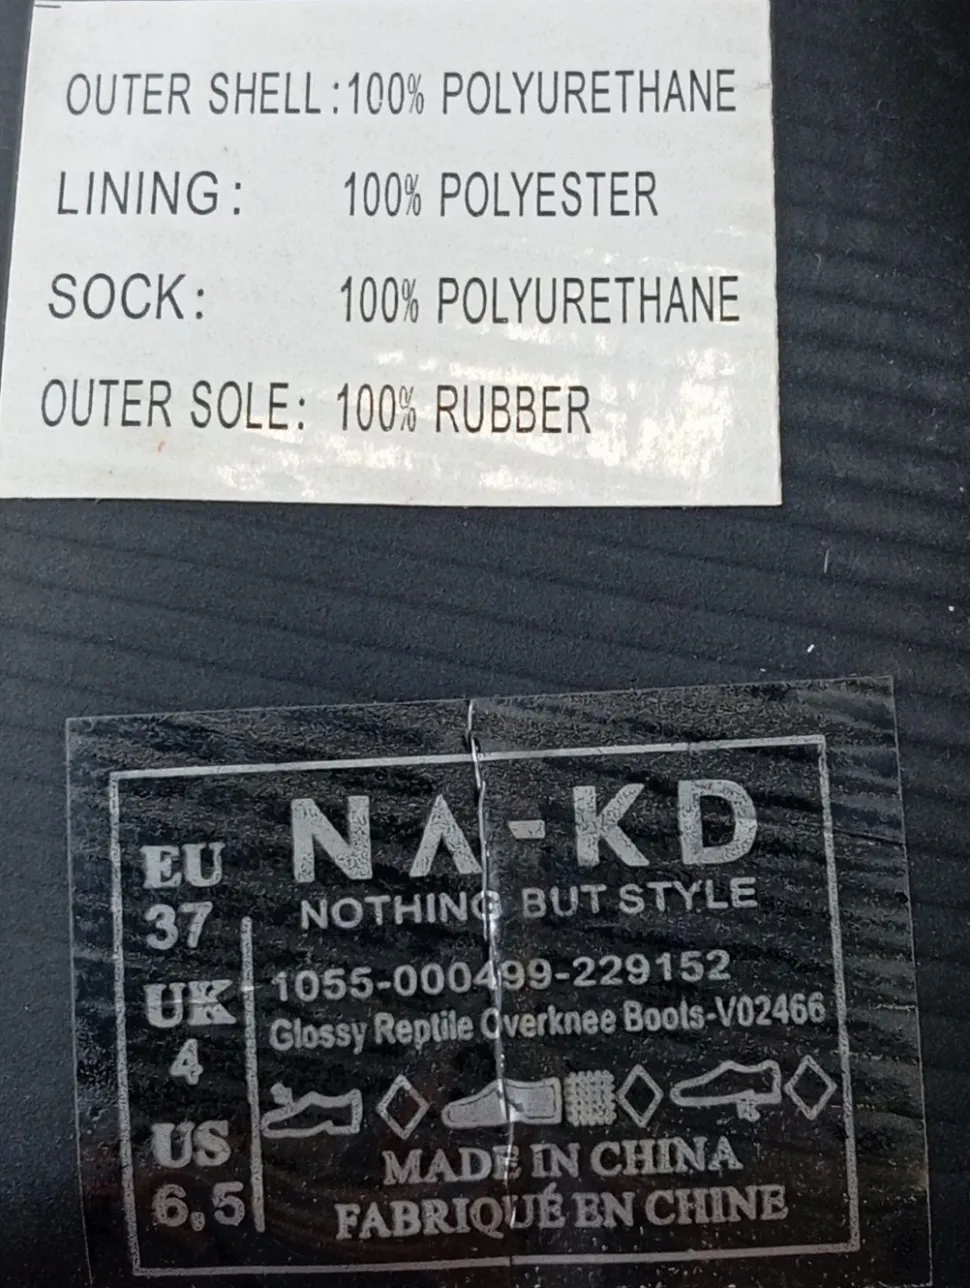 OUTER SHELL:100% POLYURETHANE
LINING: 100% POLYESTER
SOCK: 100% POLYURETHANE
OUTER SOLE: 100% RUBBER
EU
37
UK
4
US
6,5
NA-KD
NOTHING BUT STYLE
1055-000499-229152
Glossy Reptile Overknee Boots-V02466
MADE IN CHINA
FABRIQUÉ EN CHINE